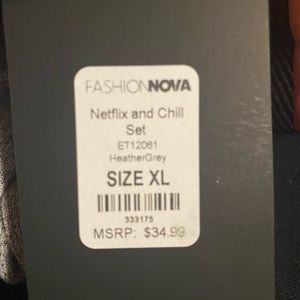 FASHIONNOVA
Netflix and Chill
Set
ET12061
HeatherGrey
SIZE XL
333175
MSRP: $34.99